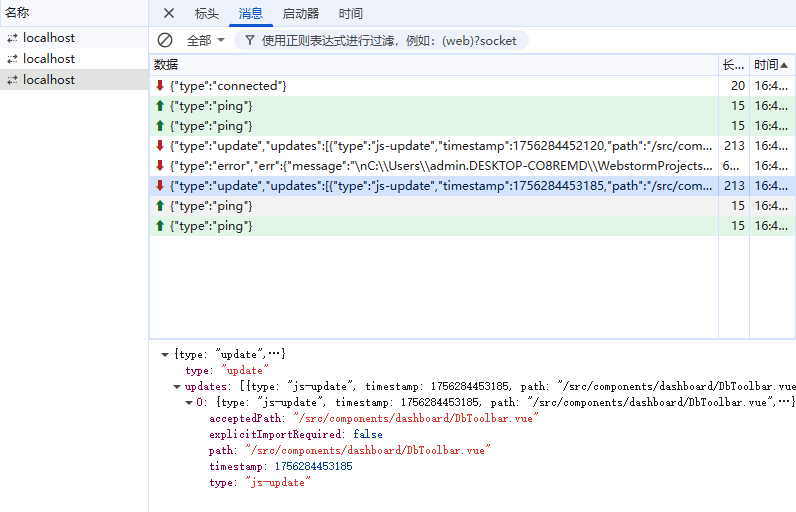 名称
标头 消息 启动器 时间
localhost
localhost
localhost
全部 使用正则表达式进行过滤，例如：(web)?socket
数据 长... 时间
{"type":"connected"} 20 16:4...
{"type":"ping"} 15 16:4...
{"type":"ping"} 15 16:4...
{"type":"update","updates":[{"type":"js-update","timestamp":1756284452120,"path":"/src/com... 213 16:4...
{"type":"error","err":{"message":"\nC:\\Users\\admin.DESKTOP-CO8REMD\\WebstormProjects... 6... 16:4...
{"type":"update","updates":[{"type":"js-update","timestamp":1756284453185,"path":"/src/com... 213 16:4...
{"type":"ping"} 15 16:4...
{"type":"ping"} 15 16:4...
{type: "update",…}
type: "update"
updates: [{type: "js-update", timestamp: 1756284453185, path: "/src/components/dashboard/DbToolbar.vue
0: {type: "js-update", timestamp: 1756284453185, path: "/src/components/dashboard/DbToolbar.vue",…}
acceptedPath: "/src/components/dashboard/DbToolbar.vue"
explicitImportRequired: false
path: "/src/components/dashboard/DbToolbar.vue"
timestamp: 1756284453185
type: "js-update"